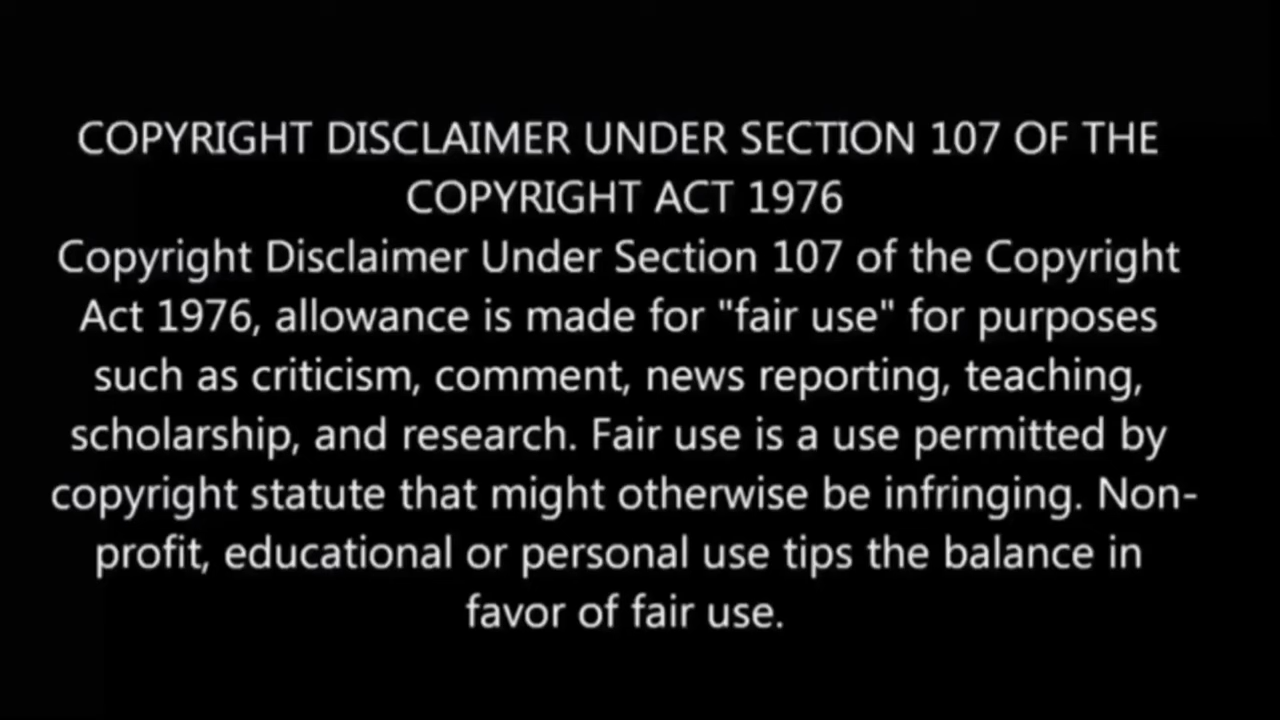 COPYRIGHT DISCLAIMER UNDER SECTION 107 OF THE
COPYRIGHT ACT 1976
Copyright Disclaimer Under Section 107 of the Copyright
Act 1976, allowance is made for "fair use" for purposes
such as criticism, comment, news reporting, teaching,
scholarship, and research. Fair use is a use permitted by
copyright statute that might otherwise be infringing. Non-
profit, educational or personal use tips the balance in
favor of fair use.